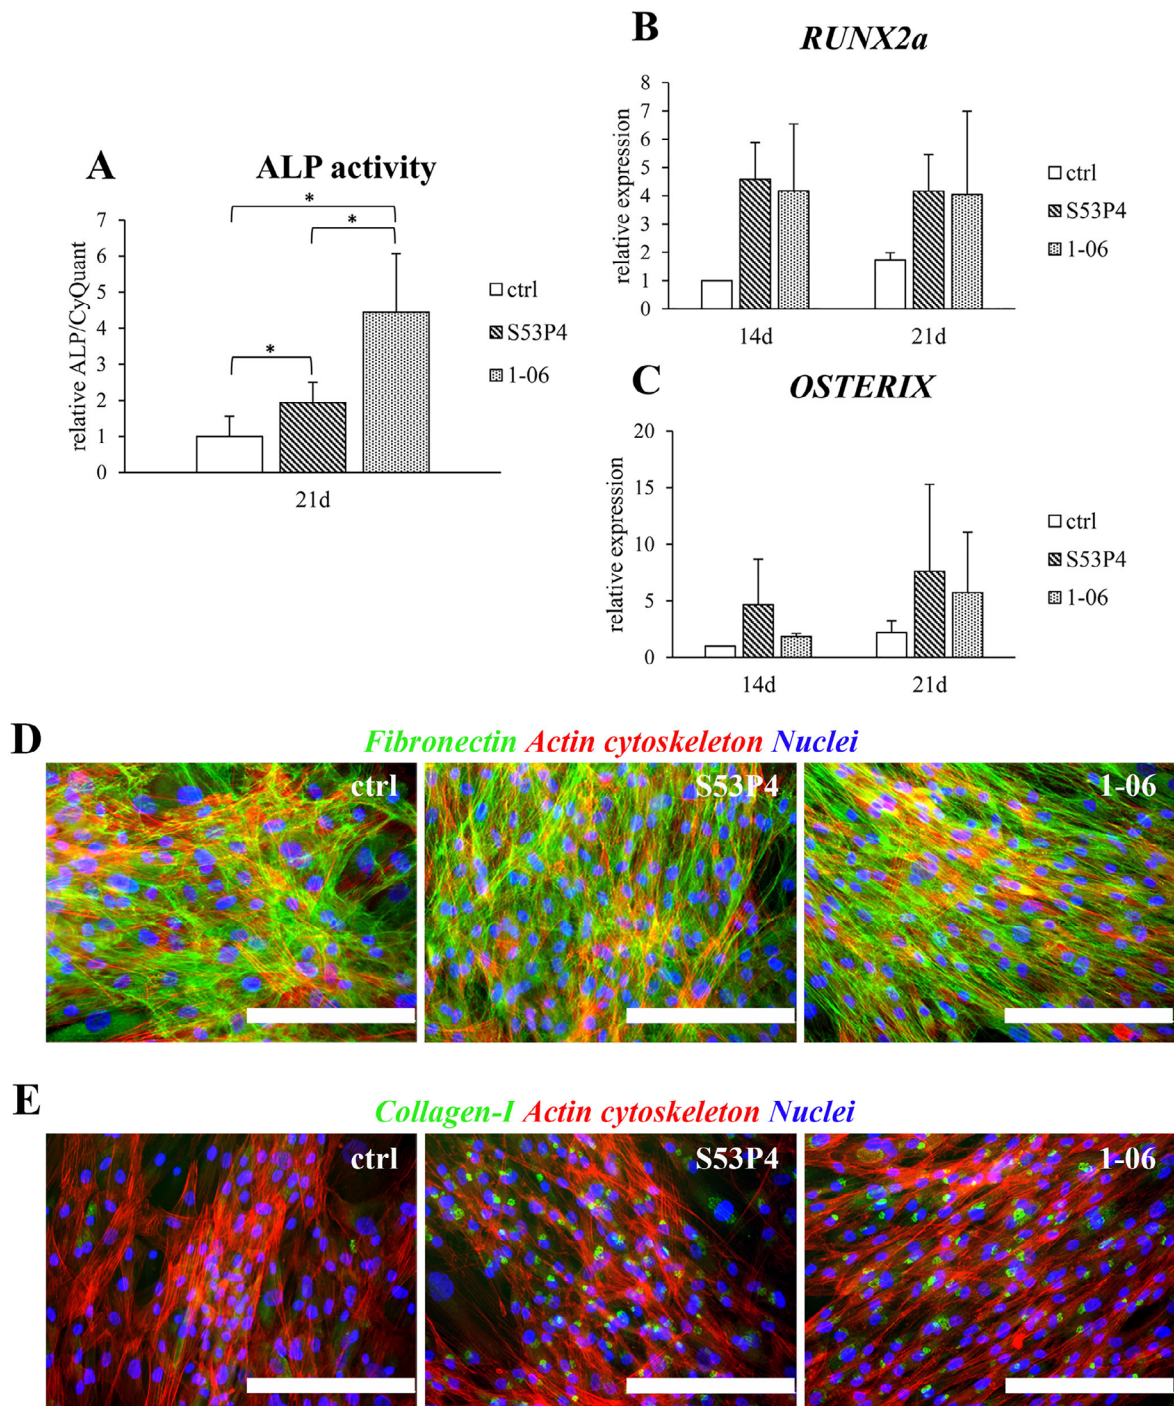 A
ALP activity
*
*
*
relative ALP/CyQuant
7
6
5
4
3
2
1
0
21d
ctrl
S53P4
1-06
B
RUNX2a
relative expression
8
7
6
5
4
3
2
1
0
14d
21d
ctrl
S53P4
1-06
C
OSTERIX
relative expression
20
15
10
5
0
14d
21d
ctrl
S53P4
1-06
D
Fibronectin Actin cytoskeleton Nuclei
ctrl
S53P4
1-06
E
Collagen-I Actin cytoskeleton Nuclei
ctrl
S53P4
1-06